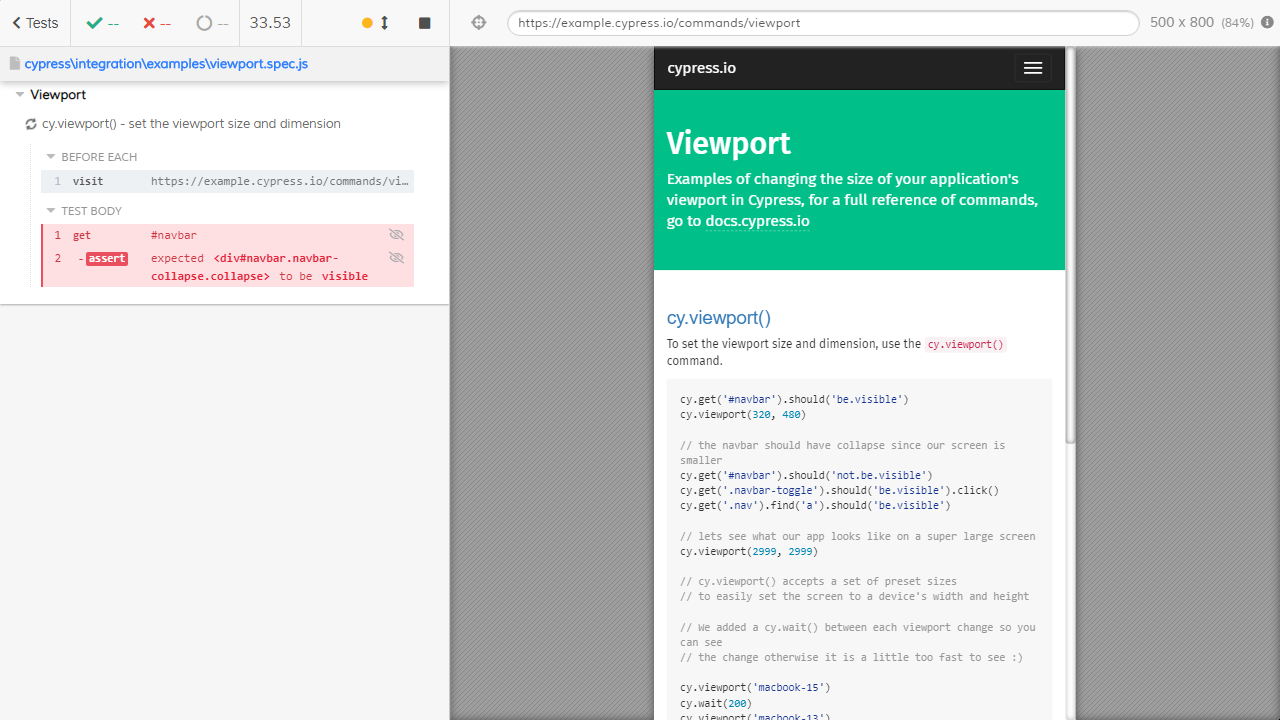 Tests -- -- -- 33.53
https://example.cypress.io/commands/viewport 500 x 800 (84%)
cypress\integration\examples\viewport.spec.js
Viewport
cy.viewport() - set the viewport size and dimension
BEFORE EACH
1 visit https://example.cypress.io/commands/vi…
TEST BODY
1 get #navbar
2 - assert expected <div#navbar.navbar-
collapse.collapse> to be visible
cypress.io
Viewport
Examples of changing the size of your application's
viewport in Cypress, for a full reference of commands,
go to docs.cypress.io
cy.viewport()
To set the viewport size and dimension, use the cy.viewport()
command.
cy.get('#navbar').should('be.visible')
cy.viewport(320, 480)
// the navbar should have collapse since our screen is
smaller
cy.get('#navbar').should('not.be.visible')
cy.get('.navbar-toggle').should('be.visible').click()
cy.get('.nav').find('a').should('be.visible')
// lets see what our app looks like on a super large screen
cy.viewport(2999, 2999)
// cy.viewport() accepts a set of preset sizes
// to easily set the screen to a device's width and height
// We added a cy.wait() between each viewport change so you
can see
// the change otherwise it is a little too fast to see :)
cy.viewport('macbook-15')
cy.wait(200)
cy.viewport('macbook-13')